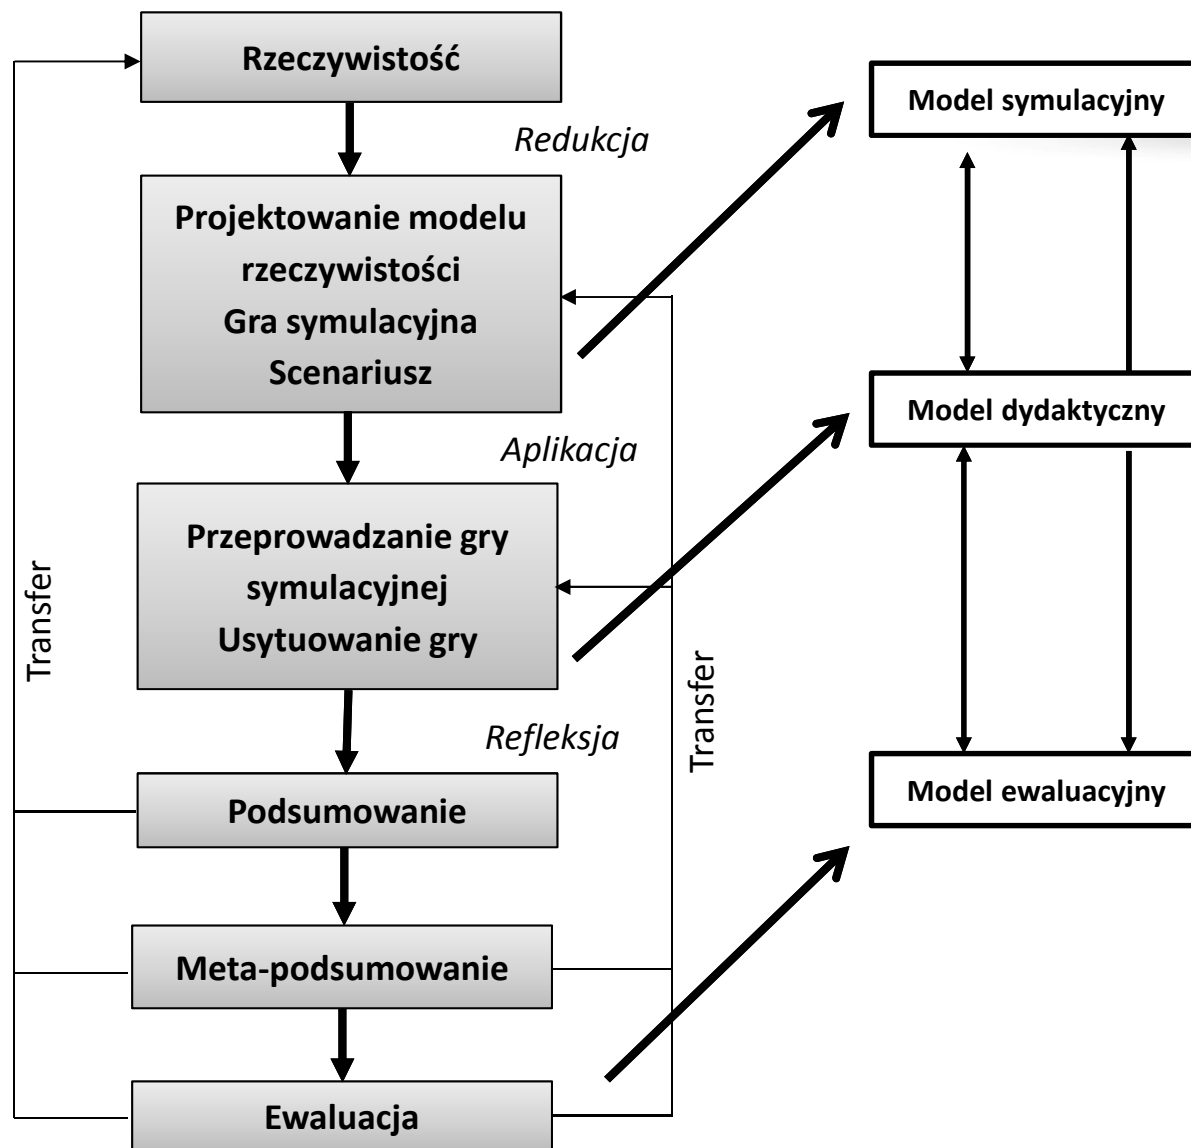 Rzeczywistość
Model symulacyjny
Redukcja
Projektowanie modelu
rzeczywistości
Gra symulacyjna
Scenariusz
Model dydaktyczny
Aplikacja
Przeprowadzanie gry
symulacyjnej
Usytuowanie gry
Transfer
Transfer
Refleksja
Model ewaluacyjny
Podsumowanie
Meta-podsumowanie
Ewaluacja